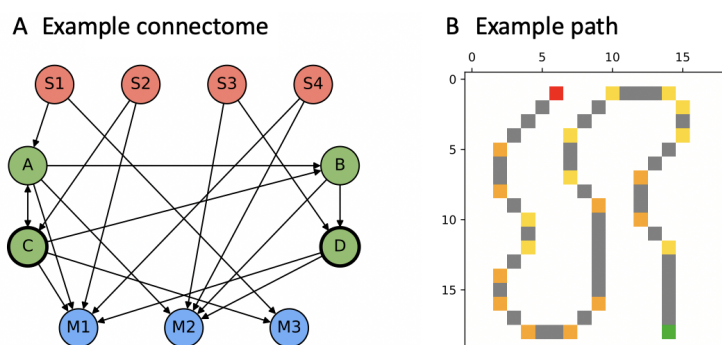 A Example connectome
S1 S2 S3 S4
A B
C D
M1 M2 M3
B Example path
0 5 10 15
0
5
10
15